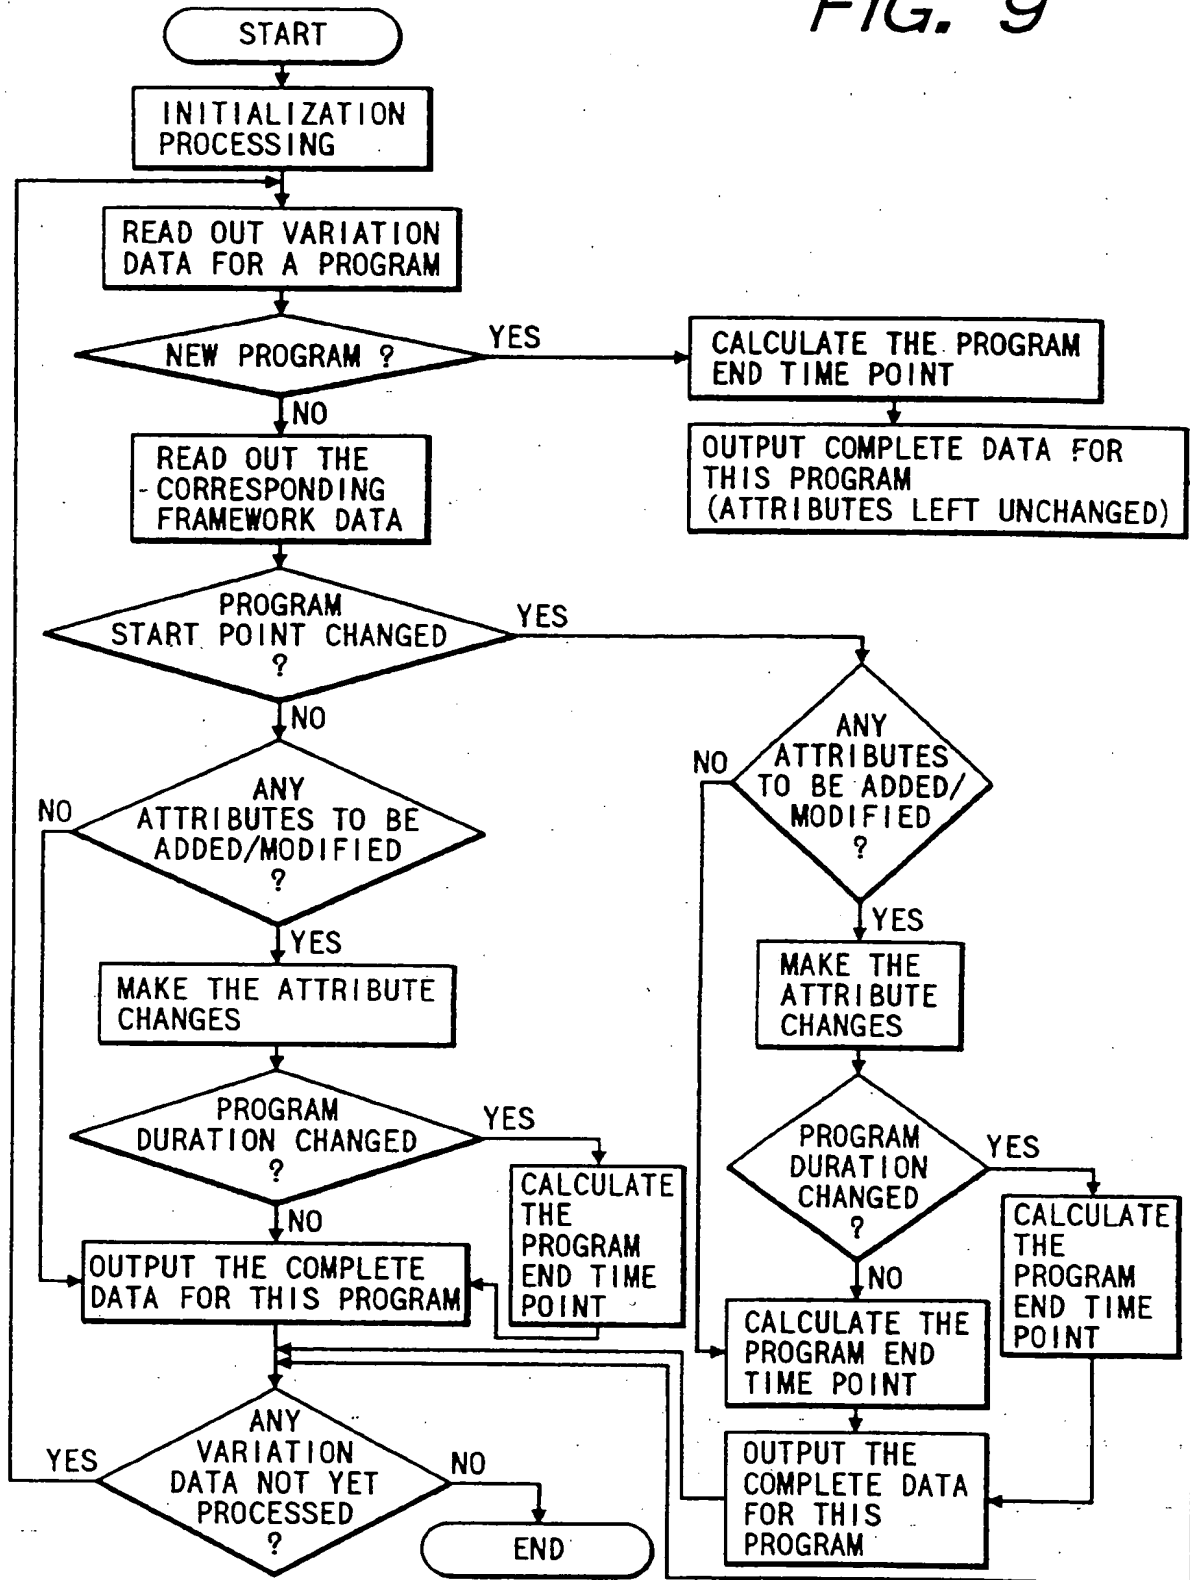 FIG. 9
START
INITIALIZATION
PROCESSING
READ OUT VARIATION
DATA FOR A PROGRAM
NEW PROGRAM ?
YES
CALCULATE THE PROGRAM
END TIME POINT
OUTPUT COMPLETE DATA FOR
THIS PROGRAM
(ATTRIBUTES LEFT UNCHANGED)
NO
READ OUT THE
CORRESPONDING
FRAMEWORK DATA
PROGRAM
START POINT CHANGED
?
YES
NO
ANY
ATTRIBUTES TO BE
ADDED/MODIFIED
?
NO
YES
MAKE THE ATTRIBUTE
CHANGES
PROGRAM
DURATION CHANGED
?
YES
CALCULATE
THE
PROGRAM
END TIME
POINT
NO
OUTPUT THE COMPLETE
DATA FOR THIS PROGRAM
ANY
ATTRIBUTES
TO BE ADDED/
MODIFIED
?
NO
YES
MAKE THE
ATTRIBUTE
CHANGES
PROGRAM
DURATION
CHANGED
?
YES
CALCULATE
THE
PROGRAM
END TIME
POINT
NO
CALCULATE THE
PROGRAM END
TIME POINT
OUTPUT THE
COMPLETE DATA
FOR THIS
PROGRAM
ANY
VARIATION
DATA NOT YET
PROCESSED
?
YES
NO
END